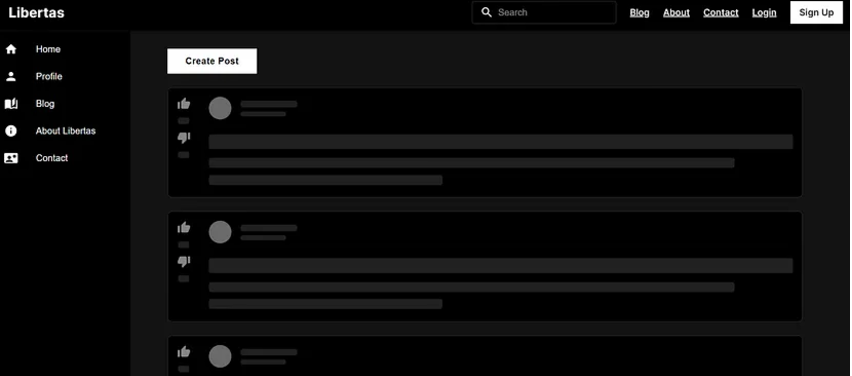 Libertas
Search
Blog
About
Contact
Login
Sign Up
Home
Profile
Blog
About Libertas
Contact
Create Post